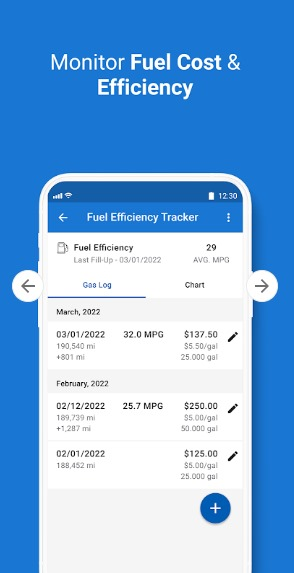 Monitor Fuel Cost &
Efficiency
12:30
Fuel Efficiency Tracker
Fuel Efficiency 29
Last Fill-Up - 03/01/2022 AVG. MPG
Gas Log Chart
March, 2022
03/01/2022 32.0 MPG $137.50
190,540 mi $5.50/gal
+801 mi 25.000 gal
February, 2022
02/12/2022 25.7 MPG $250.00
189,739 mi $5.00/gal
+1,287 mi 50.000 gal
02/01/2022 $125.00
188,452 mi $5.00/gal
25.000 gal